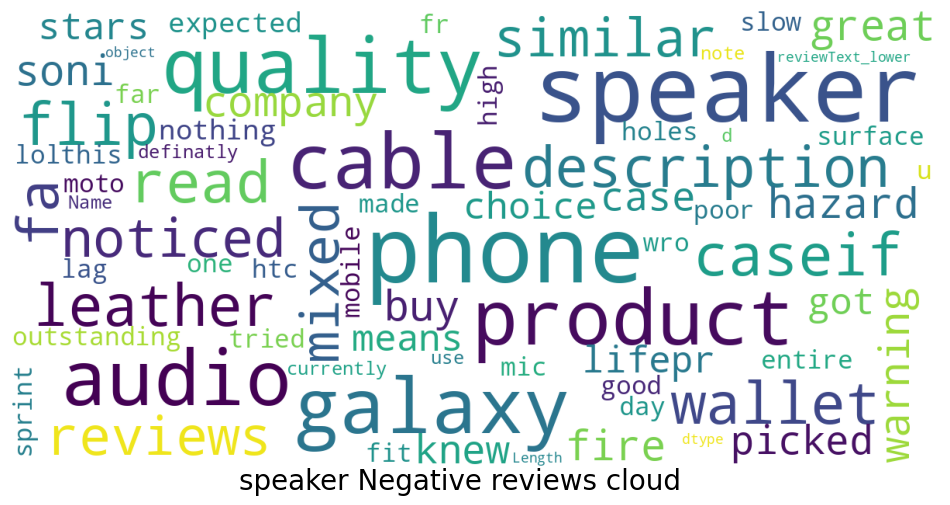 stars expected fr similar slow great
object quality note reviewText_lower
soni far company high speaker
flip nothing holes d surface
lolthis definatly cable description u
moto read case
Name fa made choice poor hazard
noticed mixed phone wro caseif
lag one htc mobile
leather buy product got
outstanding tried means lifepr entire warning
audio currently use mic good
sprint galaxy day wallet
reviews fit knew fire dtype picked
Length
speaker Negative reviews cloud